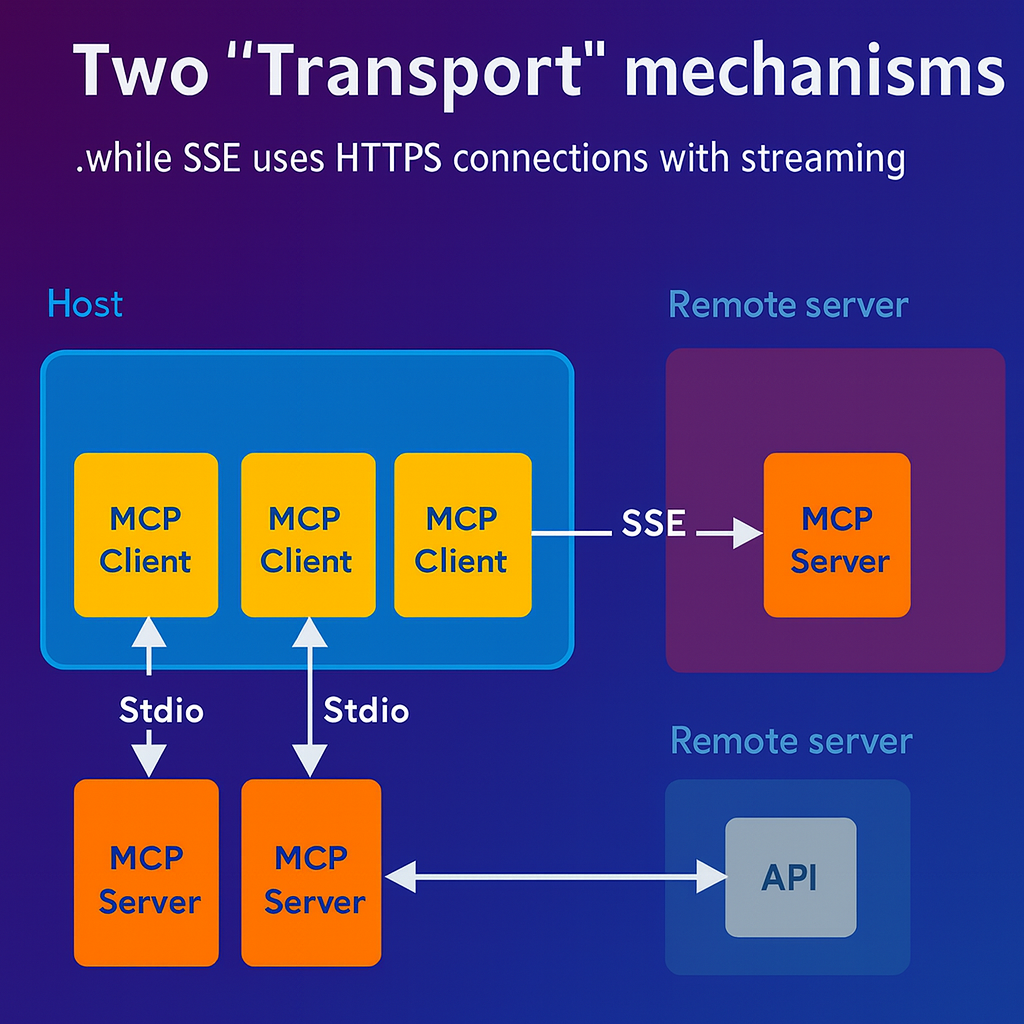 Two “Transport" mechanisms
.while SSE uses HTTPS connections with streaming
Host
Remote server
MCP
Client
MCP
Client
MCP
Client
SSE
MCP
Server
Stdio
Stdio
Remote server
MCP
Server
MCP
Server
API